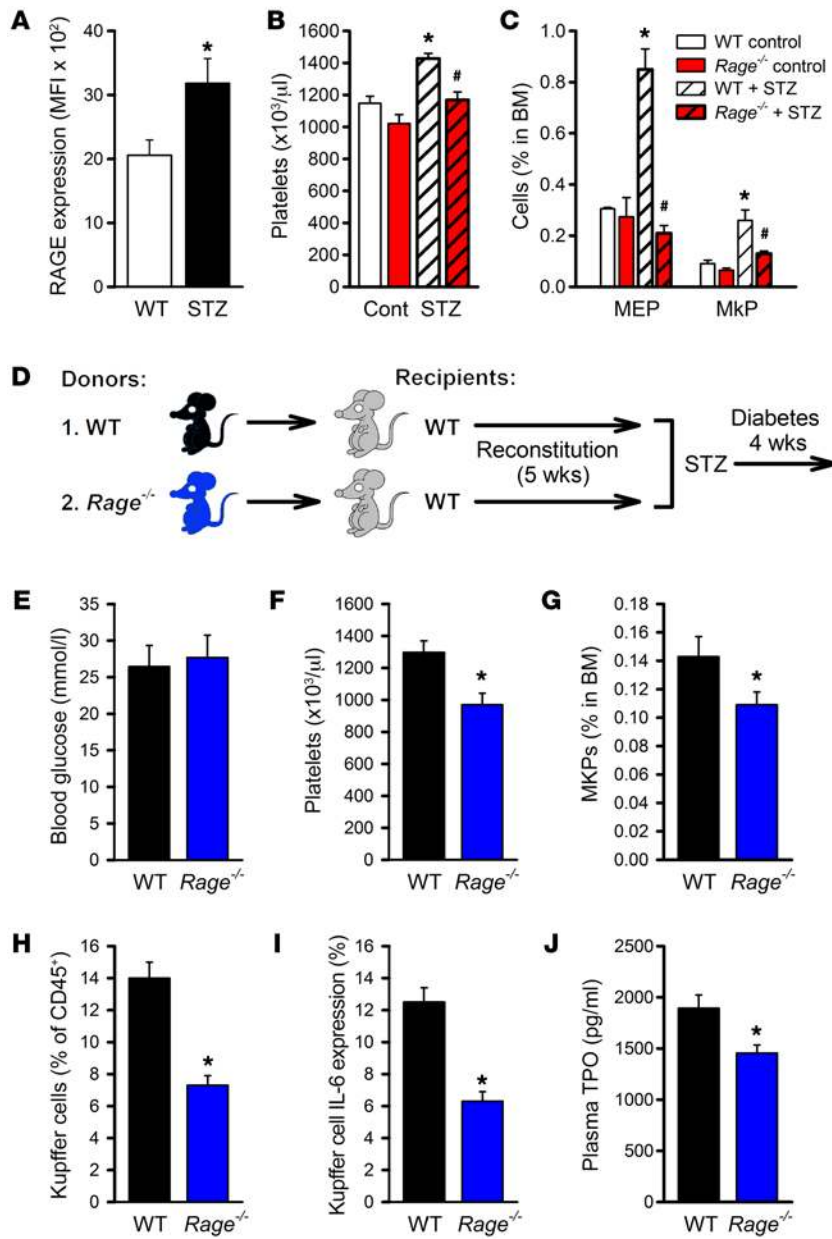 A
RAGE expression (MFI x 10²)
40
30
20
10
0
*
WT STZ
B
Platelets (x10³/µl)
1600
1400
1200
1000
800
600
400
200
0
*
#
Cont STZ
C
Cells (% in BM)
1.0
0.8
0.6
0.4
0.2
0.0
*
#
*
#
MEP MkP
WT control
Rage⁻/⁻ control
WT + STZ
Rage⁻/⁻ + STZ
D
Donors:
Recipients:
1. WT
WT
2. Rage⁻/⁻
WT
Reconstitution
(5 wks)
STZ
Diabetes
4 wks
E
Blood glucose (mmol/l)
35
30
25
20
15
10
5
0
WT Rage⁻/⁻
F
Platelets (x10³/µl)
1600
1400
1200
1000
800
600
400
200
0
*
WT Rage⁻/⁻
G
MKPs (% in BM)
0.18
0.16
0.14
0.12
0.10
0.08
0.06
0.04
0.02
0.00
*
WT Rage⁻/⁻
H
Kupffer cells (% of CD45⁺)
16
14
12
10
8
6
4
2
0
*
WT Rage⁻/⁻
I
Kupffer cell IL-6 expression (%)
16
14
12
10
8
6
4
2
0
*
WT Rage⁻/⁻
J
Plasma TPO (pg/ml)
2500
2000
1500
1000
500
0
*
WT Rage⁻/⁻